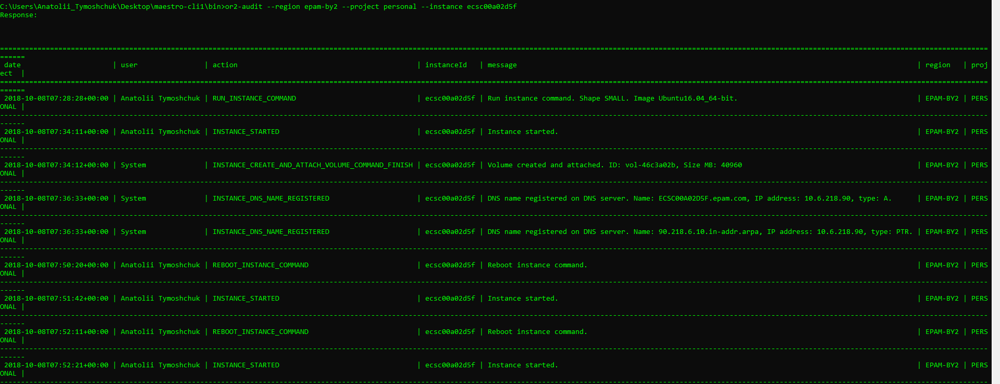 C:\Users\Anatolii_Tymoshchuk\Desktop\maestro-cli1\bin>or2-audit --region epam-by2 --project personal --instance ecsc00a02d5f
Response:
date | user | action | instanceId | message | region | proj
ect |
2018-10-08T07:28:28+00:00 | Anatolii Tymoshchuk | RUN_INSTANCE_COMMAND | ecsc00a02d5f | Run instance command. Shape SMALL. Image Ubuntu16.04_64-bit. | EPAM-BY2 | PERS
ONAL |
2018-10-08T07:34:11+00:00 | Anatolii Tymoshchuk | INSTANCE_STARTED | ecsc00a02d5f | Instance started. | EPAM-BY2 | PERS
ONAL |
2018-10-08T07:34:12+00:00 | System | INSTANCE_CREATE_AND_ATTACH_VOLUME_COMMAND_FINISH | ecsc00a02d5f | Volume created and attached. ID: vol-46c3a02b, Size MB: 40960 | EPAM-BY2 | PERS
ONAL |
2018-10-08T07:36:33+00:00 | System | INSTANCE_DNS_NAME_REGISTERED | ecsc00a02d5f | DNS name registered on DNS server. Name: ECSC00A02D5F.epam.com, IP address: 10.6.218.90, type: A. | EPAM-BY2 | PERS
ONAL |
2018-10-08T07:36:33+00:00 | System | INSTANCE_DNS_NAME_REGISTERED | ecsc00a02d5f | DNS name registered on DNS server. Name: 90.218.6.10.in-addr.arpa, IP address: 10.6.218.90, type: PTR. | EPAM-BY2 | PERS
ONAL |
2018-10-08T07:50:20+00:00 | Anatolii Tymoshchuk | REBOOT_INSTANCE_COMMAND | ecsc00a02d5f | Reboot instance command. | EPAM-BY2 | PERS
ONAL |
2018-10-08T07:51:42+00:00 | Anatolii Tymoshchuk | INSTANCE_STARTED | ecsc00a02d5f | Instance started. | EPAM-BY2 | PERS
ONAL |
2018-10-08T07:52:11+00:00 | Anatolii Tymoshchuk | REBOOT_INSTANCE_COMMAND | ecsc00a02d5f | Reboot instance command. | EPAM-BY2 | PERS
ONAL |
2018-10-08T07:52:21+00:00 | Anatolii Tymoshchuk | INSTANCE_STARTED | ecsc00a02d5f | Instance started. | EPAM-BY2 | PERS
ONAL |